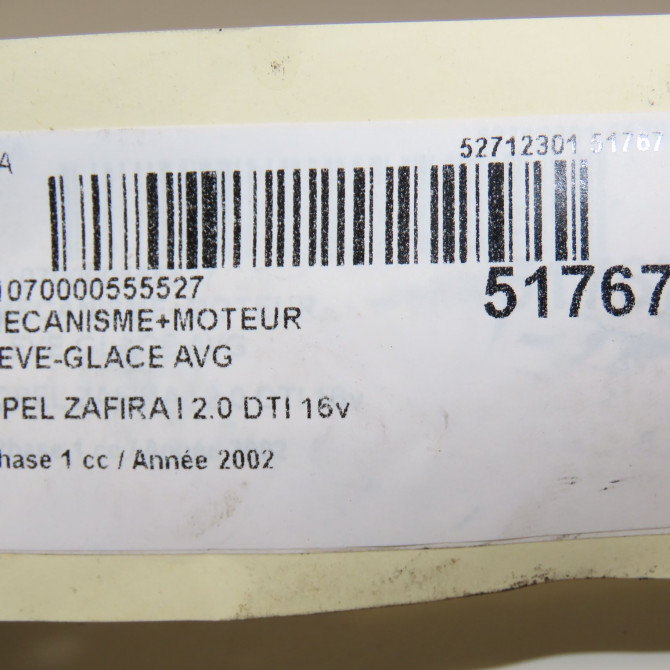 A
52712301 51767
1070000555527
51767
ECANISME+MOTEUR
EVE-GLACE AVG
PEL ZAFIRA I 2.0 DTI 16v
hase 1 cc / Année 2002